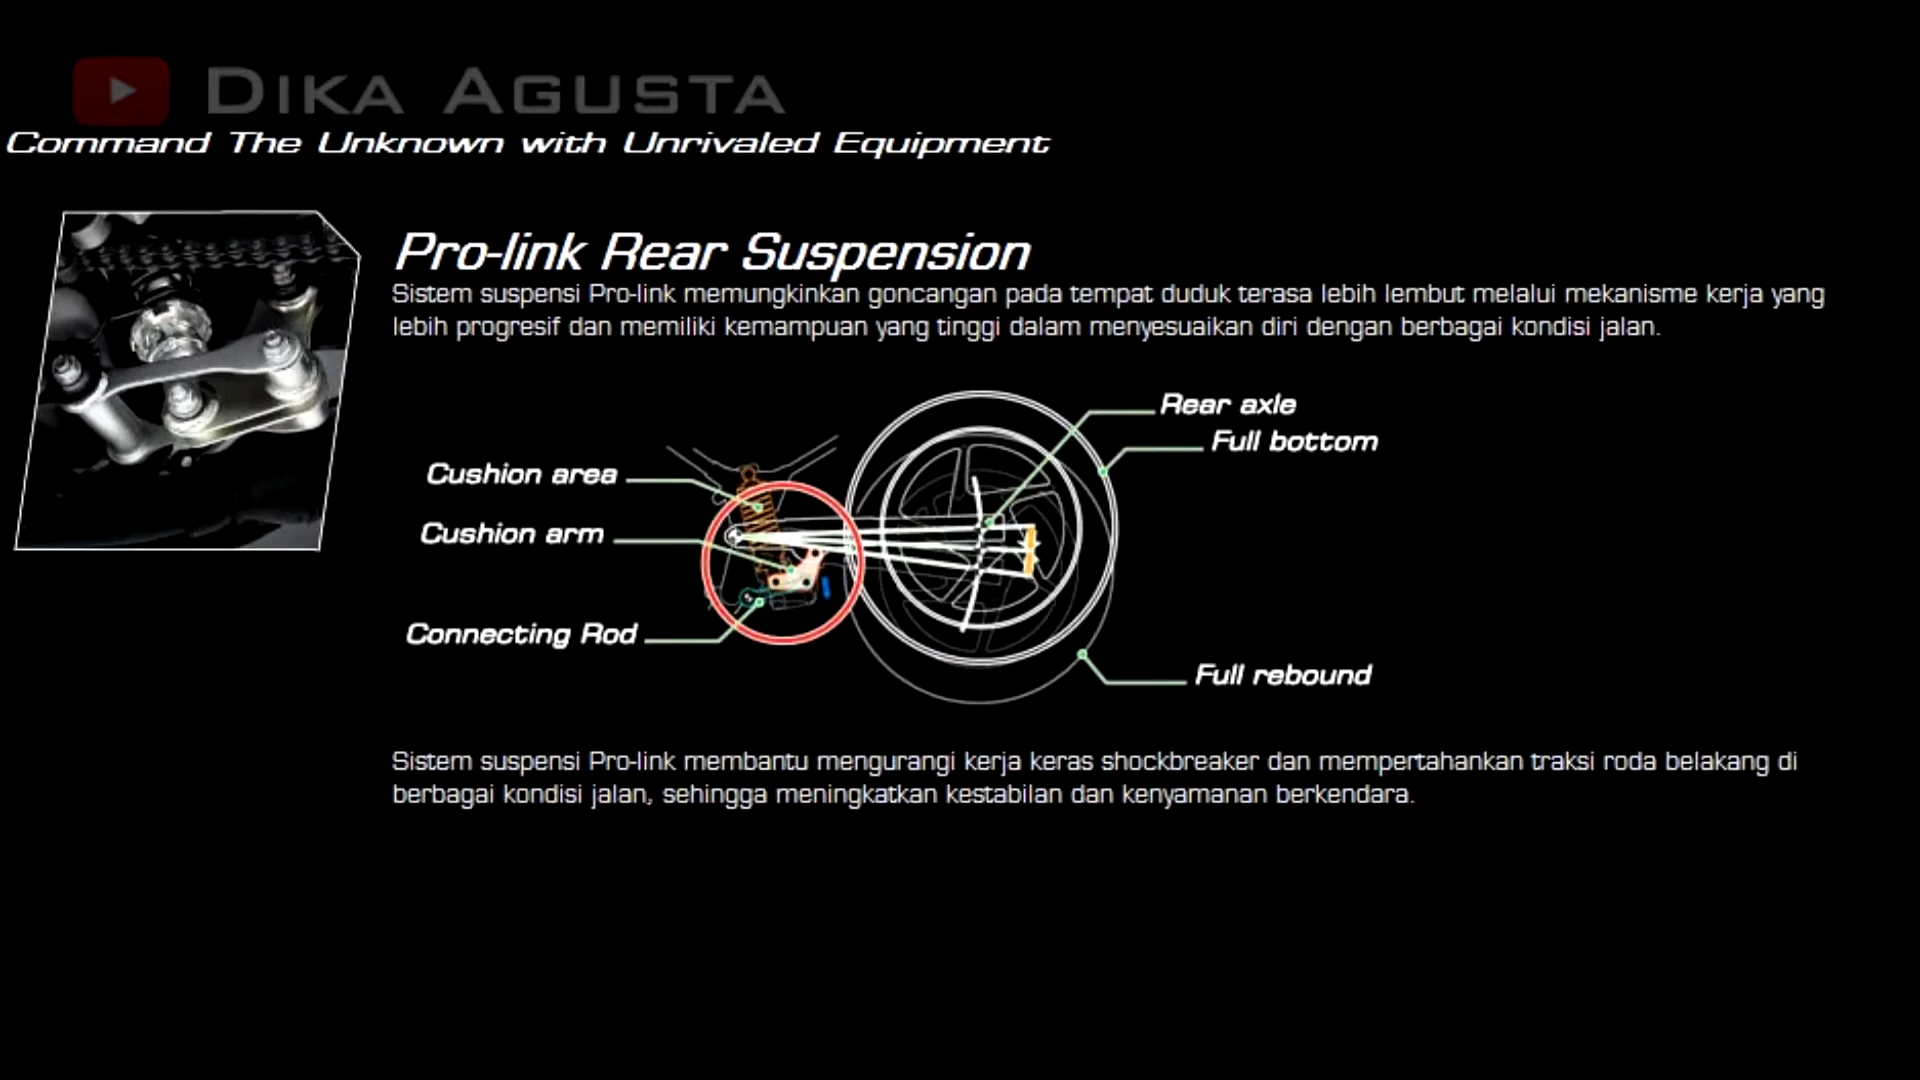 DIKA AGUSTA
Command The Unknown with Unrivaled Equipment
Pro-link Rear Suspension
Sistem suspensi Pro-link memungkinkan goncangan pada tempat duduk terasa lebih lembut melalui mekanisme kerja yang
lebih progresif dan memiliki kemampuan yang tinggi dalam menyesuaikan diri dengan berbagai kondisi jalan.
Rear axle
Full bottom
Cushion area
Cushion arm
Connecting Rod
Full rebound
Sistem suspensi Pro-link membantu mengurangi kerja keras shockbreaker dan mempertahankan traksi roda belakang di
berbagai kondisi jalan, sehingga meningkatkan kestabilan dan kenyamanan berkendara.